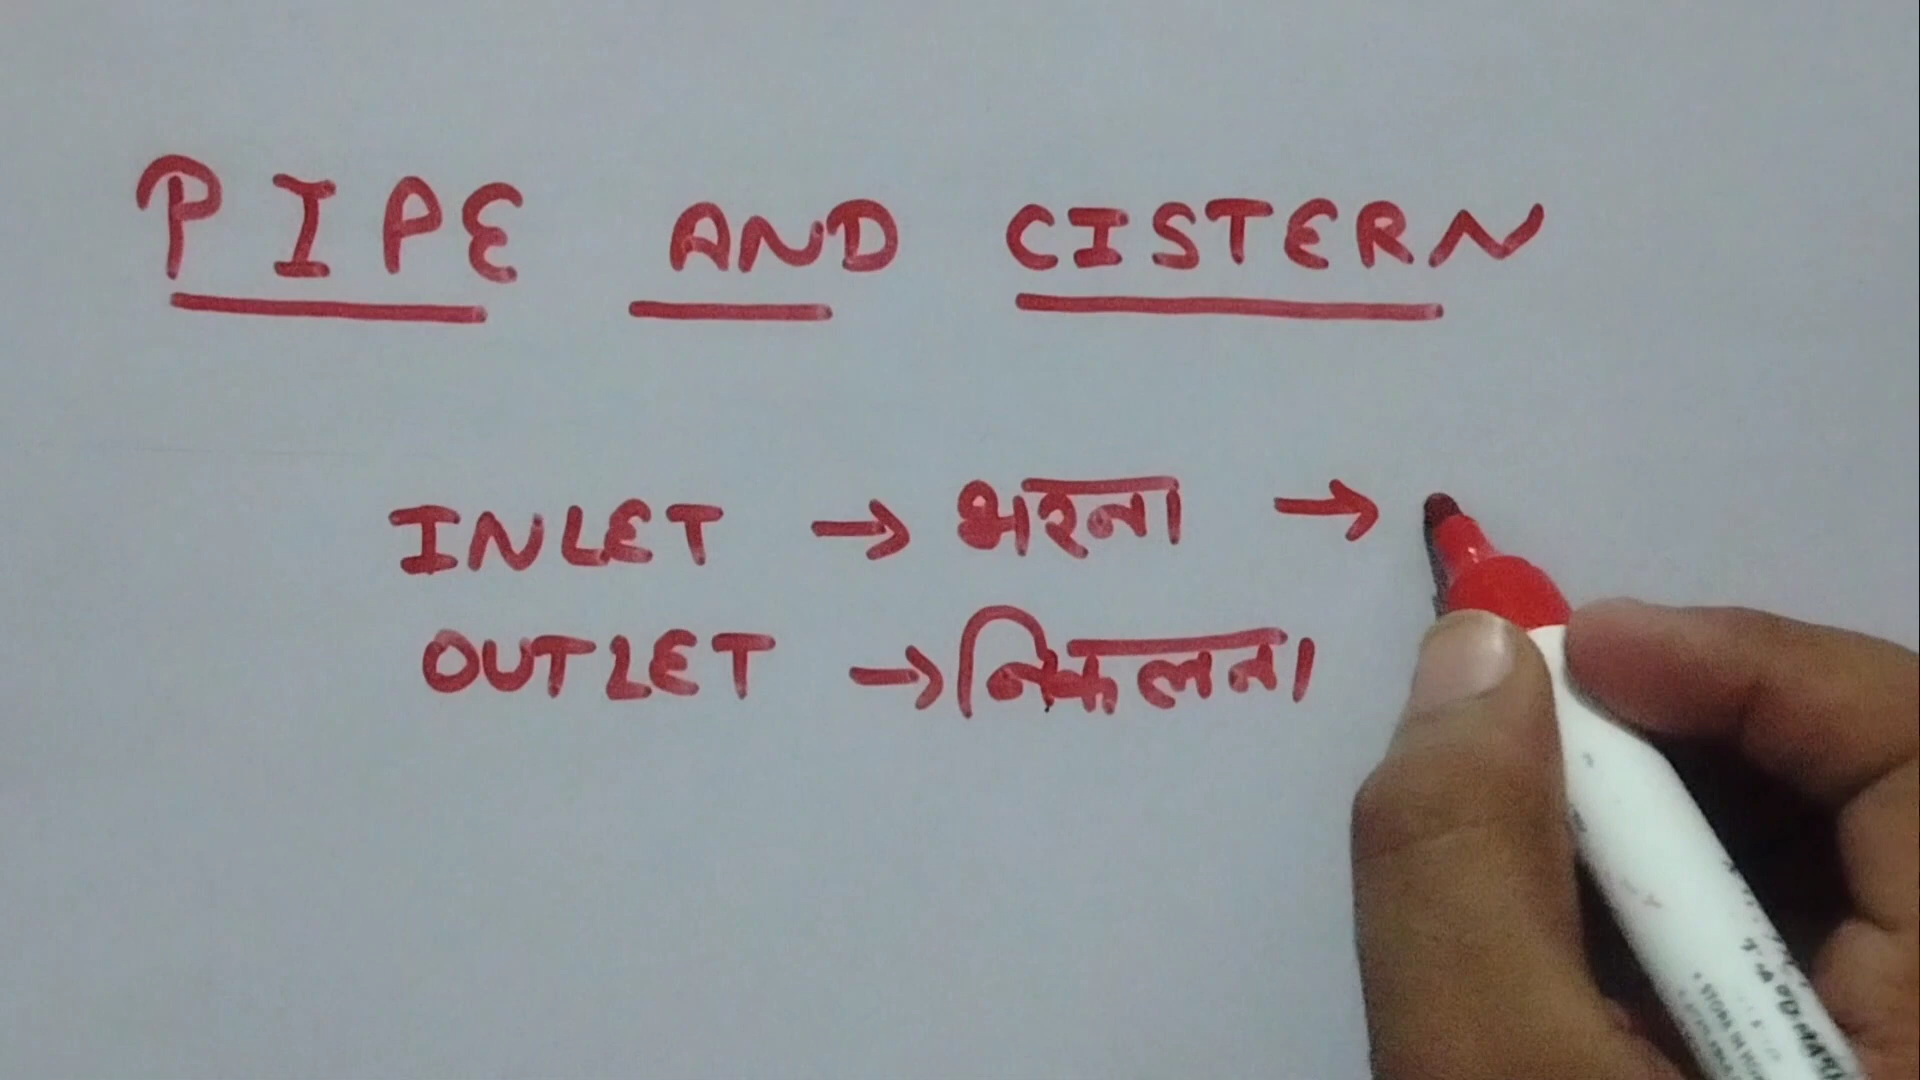 PIPE AND CISTERN
INLET → भरना →
OUTLET → निकलना